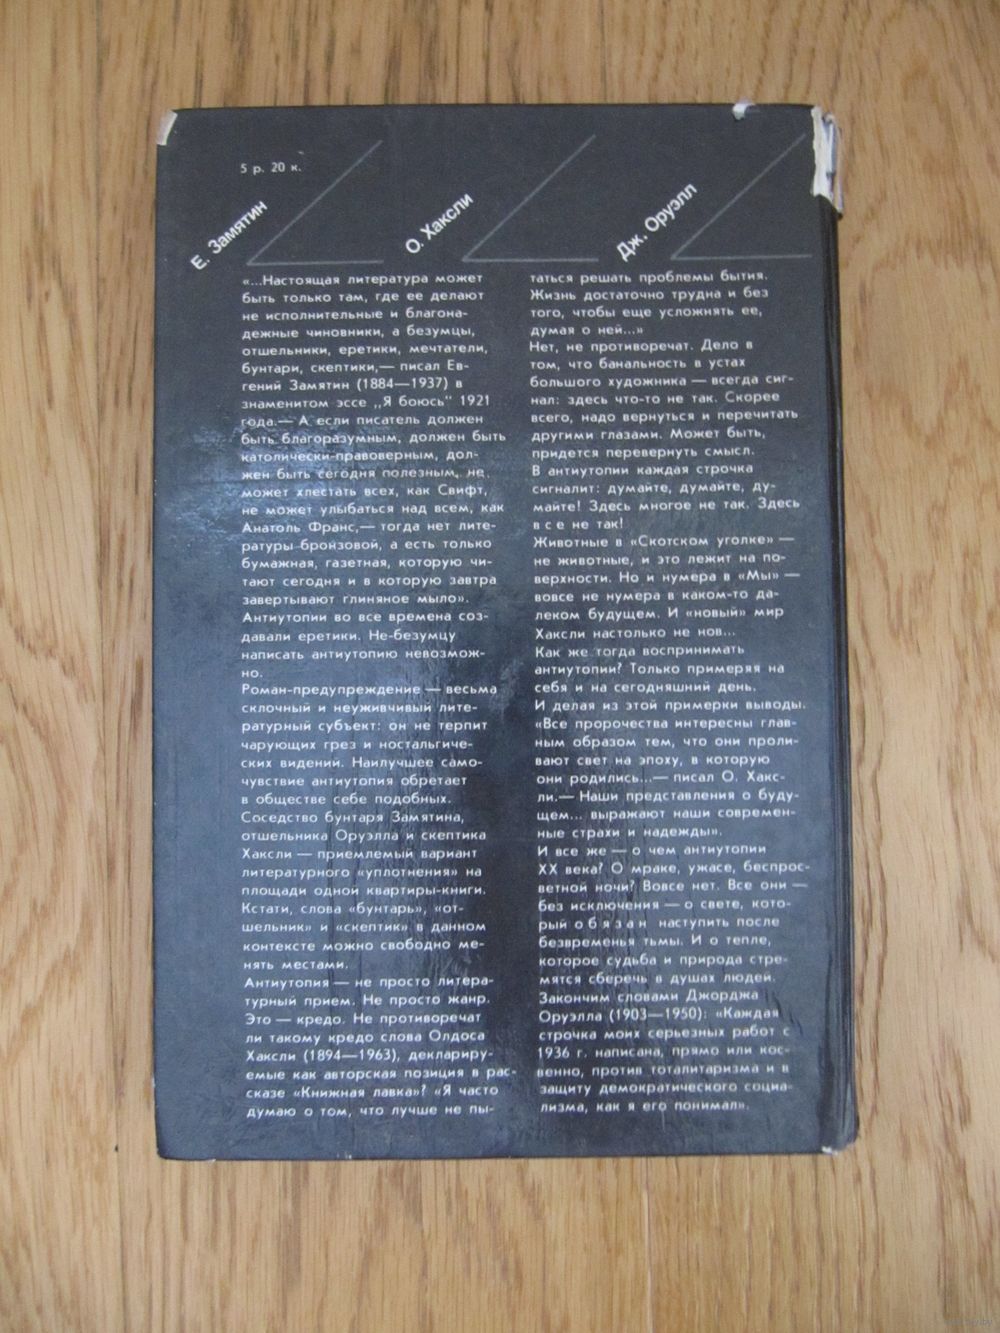 5 р. 20 к.
Е. Замятин
О. Хаксли
Дж. Оруэлл
«...Настоящая литература может
быть только там, где ее делают
не исполнительные и благона-
дежные чиновники, а безумцы,
отшельники, еретики, мечтатели,
бунтари, скептики,— писал Ев-
гений Замятин (1884—1937) в
знаменитом эссе „Я боюсь" 1921
года.— А если писатель должен
быть благоразумным, должен быть
католически-правоверным, дол-
жен быть сегодня полезным, не
может хлестать всех, как Свифт,
не может улыбаться над всем, как
Анатоль Франс,— тогда нет лите-
ратуры бронзовой, а есть только
бумажная, газетная, которую чи-
тают сегодня и в которую завтра
завертывают глиняное мыло».
Антиутопии во все времена соз-
давали еретики. Не-безумцу
написать антиутопию невозмож-
но.
Роман-предупреждение — весьма
склочный и неуживчивый лите-
ратурный субъект: он не терпит
чарующих грез и ностальгиче-
ских видений. Наилучшее само-
чувствие антиутопия обретает
в обществе себе подобных.
Соседство бунтаря Замятина,
отшельника Оруэлла и скептика
Хаксли — приемлемый вариант
литературного «уплотнения» на
площади одной квартиры-книги.
Кстати, слова «бунтарь», «от-
шельник» и «скептик» в данном
контексте можно свободно ме-
нять местами.
Антиутопия — не просто литера-
турный прием. Не просто жанр.
Это — кредо. Не противоречат
ли такому кредо слова Олдоса
Хаксли (1894—1963), деклариру-
емые как авторская позиция в рас-
сказе «Книжная лавка»? «Я часто
думаю о том, что лучше не пы-
таться решать проблемы бытия.
Жизнь достаточно трудна и без
того, чтобы еще усложнять ее,
думая о ней...»
Нет, не противоречат. Дело в
том, что банальность в устах
большого художника — всегда сиг-
нал: здесь что-то не так. Скорее
всего, надо вернуться и перечитать
другими глазами. Может быть,
придется перевернуть смысл.
В антиутопии каждая строчка
сигналит: думайте, думайте, ду-
майте! Здесь многое не так. Здесь
в с е не так!
Животные в «Скотском уголке» —
не животные, и это лежит на по-
верхности. Но и нумера в «Мы» —
вовсе не нумера в каком-то да-
леком будущем. И «новый» мир
Хаксли настолько не нов...
Как же тогда воспринимать
антиутопии? Только примеряя на
себя и на сегодняшний день.
И делая из этой примерки выводы.
«Все пророчества интересны глав-
ным образом тем, что они проли-
вают свет на эпоху, в которую
они родились...— писал О. Хакс-
ли.— Наши представления о буду-
щем... выражают наши современ-
ные страхи и надежды».
И все же — о чем антиутопии
XX века? О мраке, ужасе, беспрос-
ветной ночи? Вовсе нет. Все они —
без исключения — о свете, кото-
рый о б я з а н наступить после
безвременья тьмы. И о тепле,
которое судьба и природа стре-
мятся сберечь в душах людей.
Закончим словами Джорджа
Оруэлла (1903—1950): «Каждая
строчка моих серьезных работ с
1936 г. написана, прямо или кос-
венно, против тоталитаризма и в
защиту демократического социа-
лизма, как я его понимал».